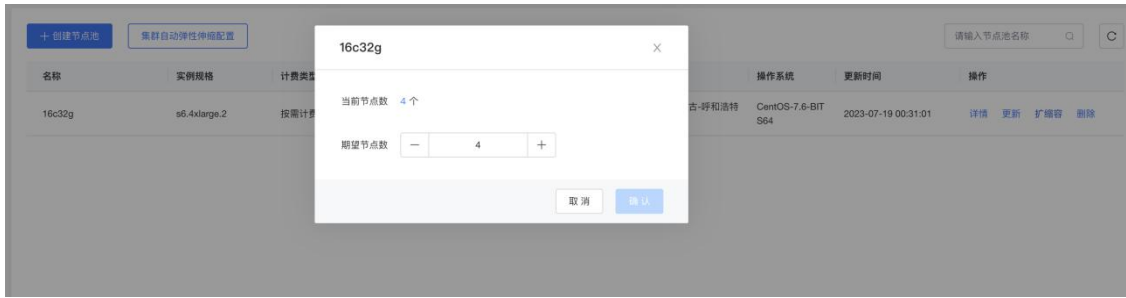 + 创建节点池
集群自动弹性伸缩配置
请输入节点池名称
16c32g
名称
实例规格
计费类型
操作系统
更新时间
操作
当前节点数 4 个
16c32g
s6.4xlarge.2
按需计费
古-呼和浩特
CentOS-7.6-BIT
S64
2023-07-19 00:31:01
详情 更新 扩缩容 删除
期望节点数 - 4 +
取消
确认